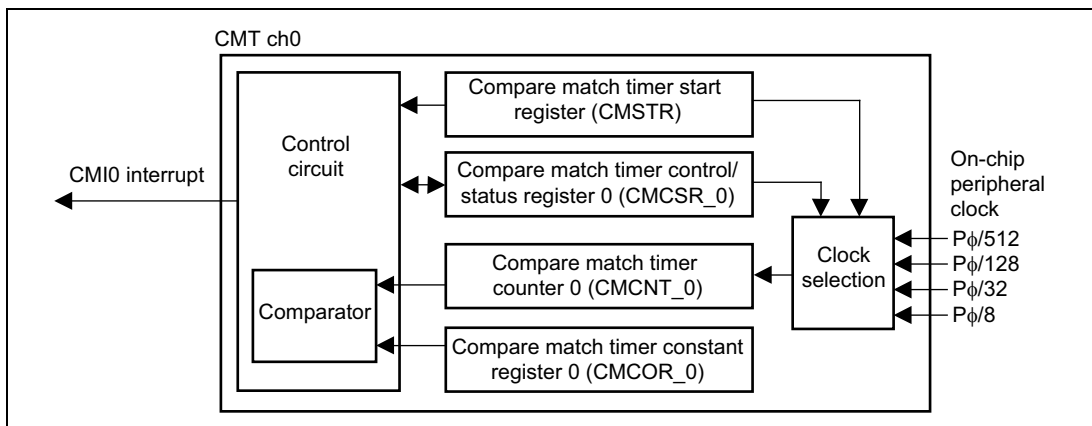 CMT ch0
Compare match timer start
register (CMSTR)
Control
circuit
Compare match timer control/
status register 0 (CMCSR_0)
CMI0 interrupt
On-chip
peripheral
clock
Pϕ/512
Pϕ/128
Pϕ/32
Pϕ/8
Clock
selection
Compare match timer
counter 0 (CMCNT_0)
Comparator
Compare match timer constant
register 0 (CMCOR_0)